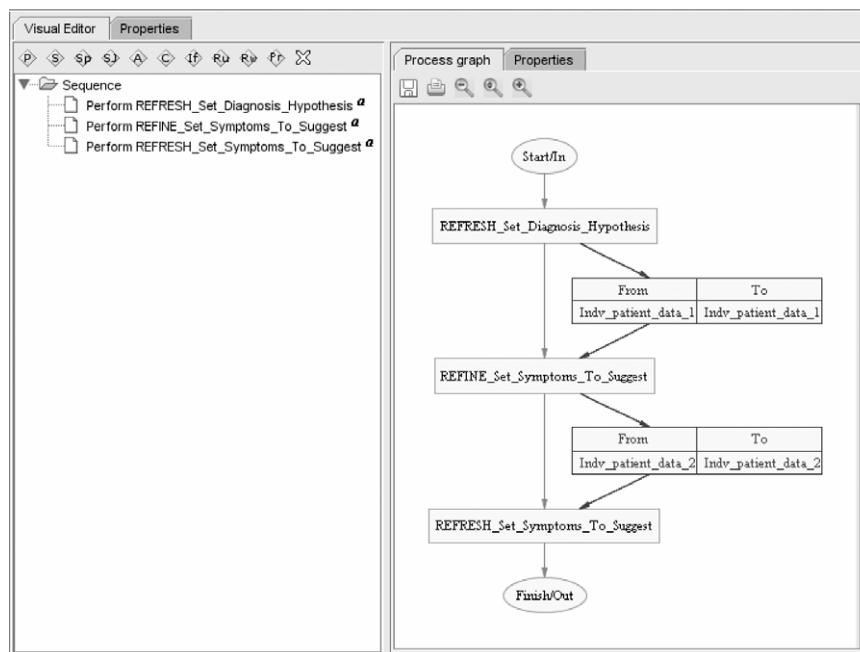 Visual Editor Properties
P S Sp SJ A C If Ru Rw Pr
Sequence
Perform REFRESH_Set_Diagnosis_Hypothesis a
Perform REFINE_Set_Symptoms_To_Suggest a
Perform REFRESH_Set_Symptoms_To_Suggest a
Process graph Properties
Start/In
REFRESH_Set_Diagnosis_Hypothesis
From To
Indv_patient_data_1 Indv_patient_data_1
REFINE_Set_Symptoms_To_Suggest
From To
Indv_patient_data_2 Indv_patient_data_2
REFRESH_Set_Symptoms_To_Suggest
Finish/Out